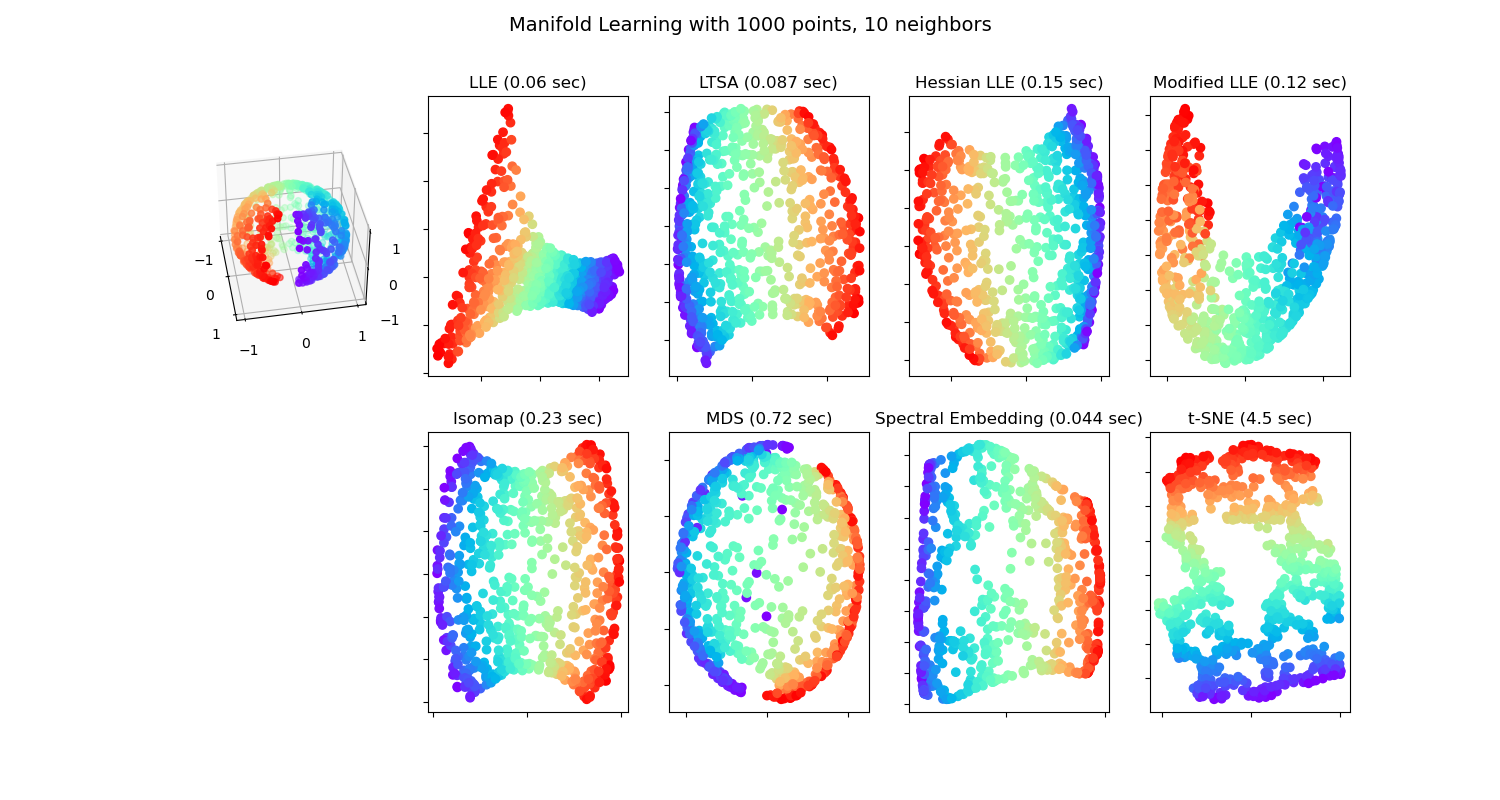 Manifold Learning with 1000 points, 10 neighbors
LLE (0.06 sec)
LTSA (0.087 sec)
Hessian LLE (0.15 sec)
Modified LLE (0.12 sec)
−1
0
1
−1
0
1
1
0
−1
Isomap (0.23 sec)
MDS (0.72 sec)
Spectral Embedding (0.044 sec)
t-SNE (4.5 sec)